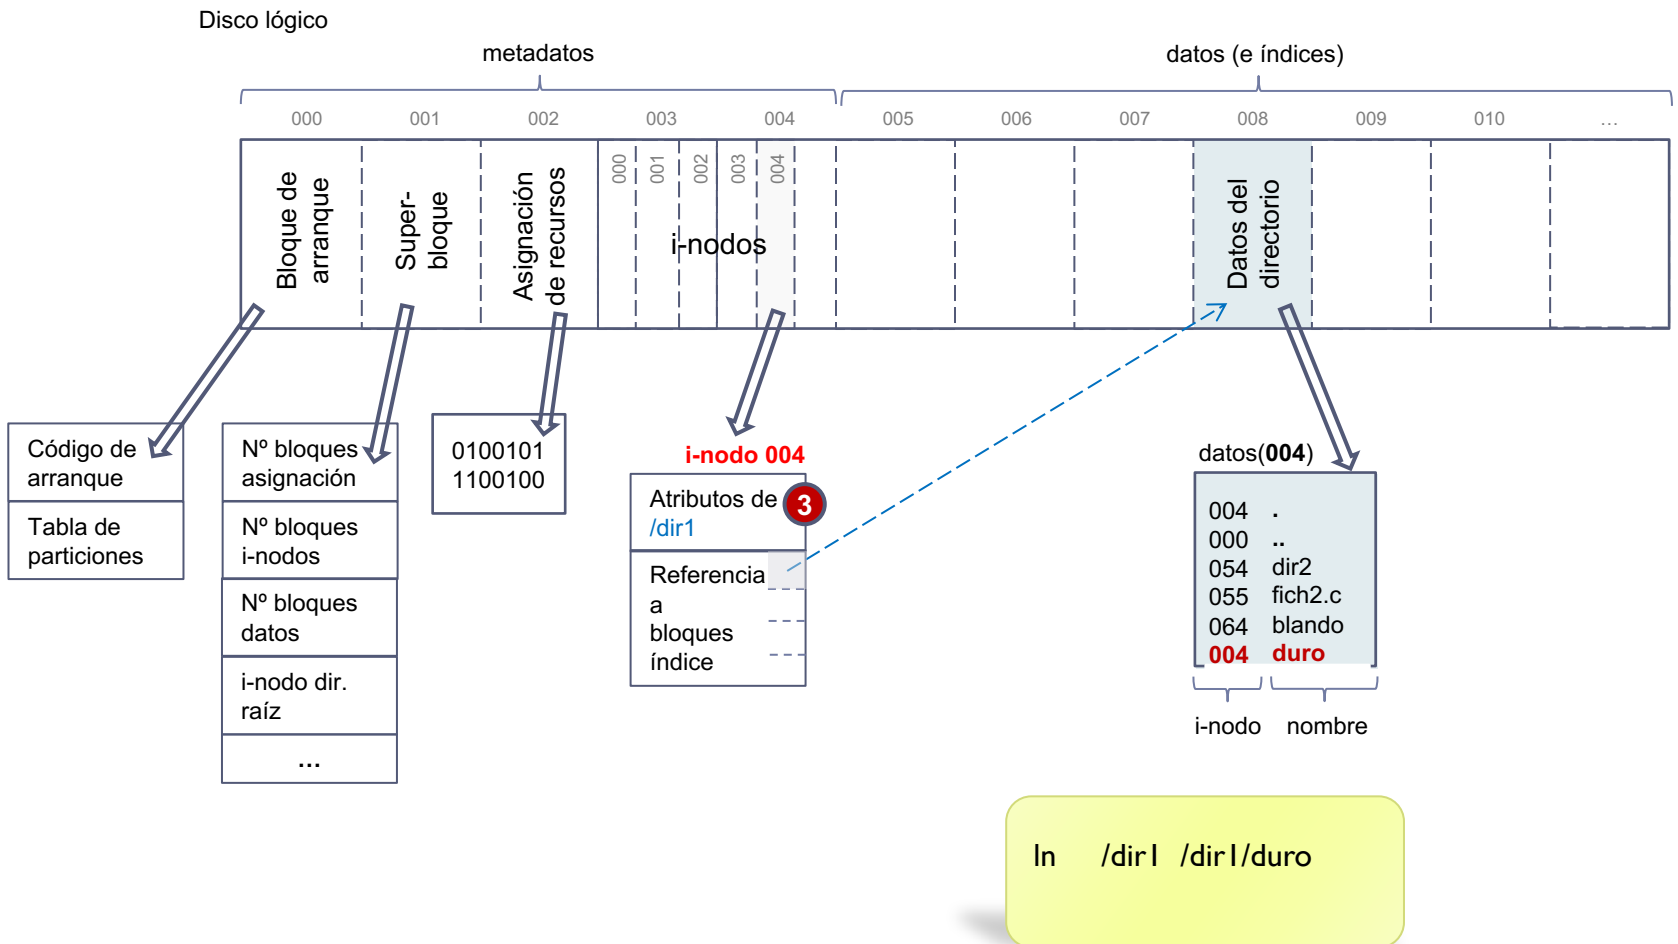 Disco lógico
metadatos
datos (e índices)
000 001 002 003 004 005 006 007 008 009 010 ...
Bloque de
arranque
Super-
bloque
Asignación
de recursos
000 001 002 003 004
i-nodos
Datos del
directorio
Código de
arranque
Tabla de
particiones
Nº bloques
asignación
Nº bloques
i-nodos
Nº bloques
datos
i-nodo dir.
raíz
...
0100101
1100100
i-nodo 004
Atributos de
/dir1
3
Referencia
a
bloques
índice
datos(004)
004 .
000 ..
054 dir2
055 fich2.c
064 blando
004 duro
i-nodo nombre
ln /dir1 /dir1/duro